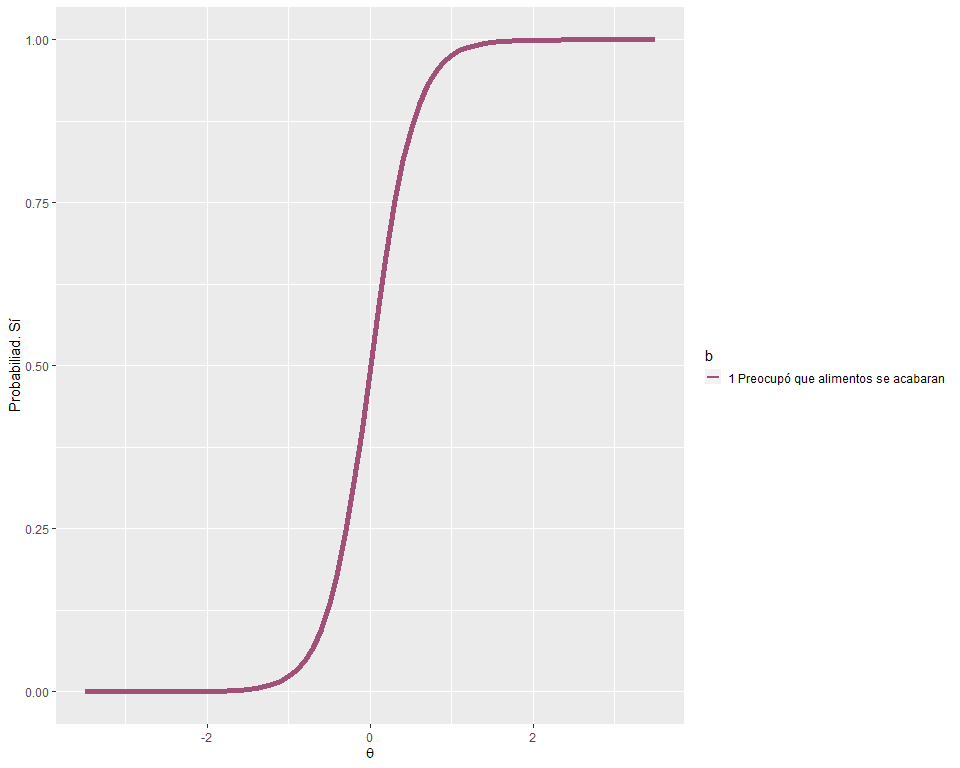 1.00
0.75
0.50
0.25
0.00
Probabiliad. Sí
-2
0
2
θ
b
1 Preocupó que alimentos se acabaran